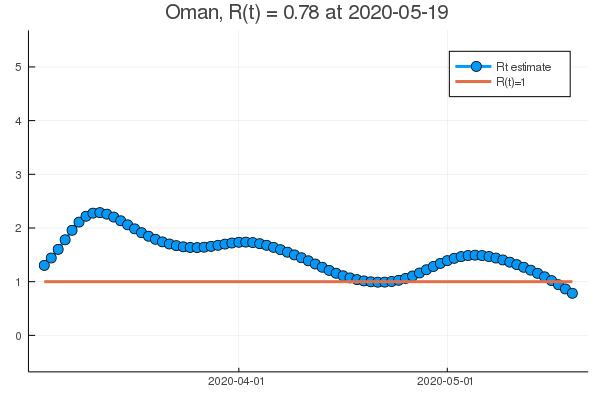 Oman, R(t) = 0.78 at 2020-05-19
5
Rt estimate
R(t)=1
4
3
2
1
0
2020-04-01
2020-05-01